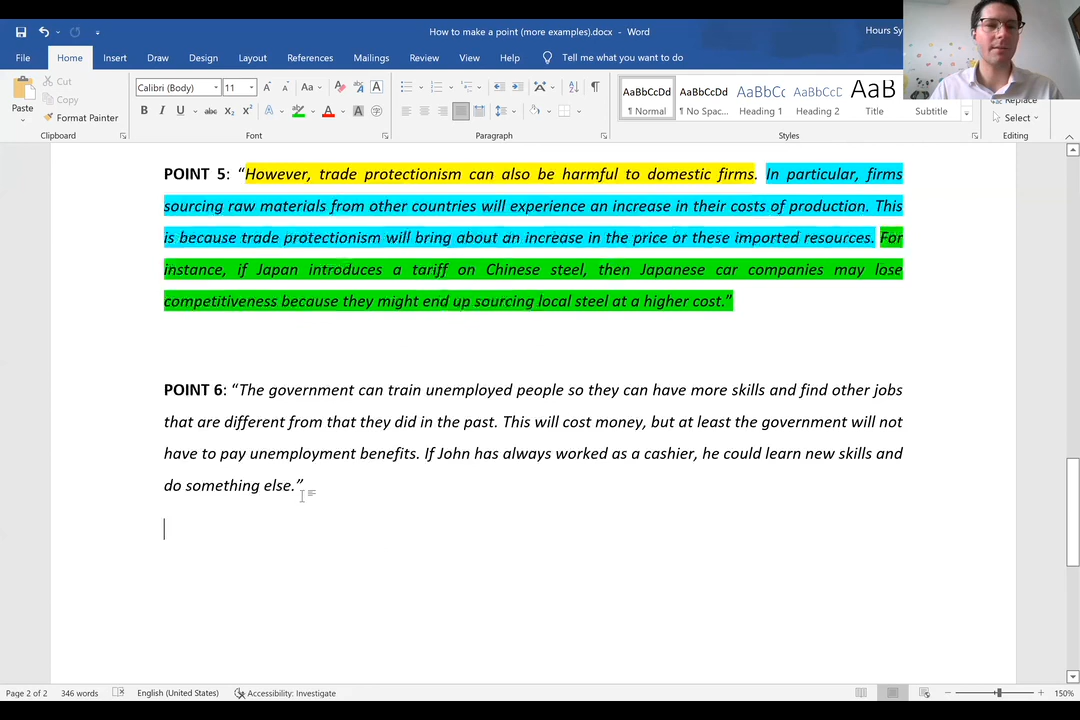 How to make a point (more examples).docx - Word
Hours Sy
File Home Insert Draw Design Layout References Mailings Review View Help Tell me what you want to do
Paste
Cut
Copy
Format Painter
Calibri (Body) 11
AaBbCcDd AaBbCcDd AaBbCc AaBbCcC AaB
¶ Normal ¶ No Spac... Heading 1 Heading 2 Title Subtitle
Replace
Select
Clipboard Font Paragraph Styles Editing
POINT 5: “However, trade protectionism can also be harmful to domestic firms. In particular, firms
sourcing raw materials from other countries will experience an increase in their costs of production. This
is because trade protectionism will bring about an increase in the price or these imported resources. For
instance, if Japan introduces a tariff on Chinese steel, then Japanese car companies may lose
competitiveness because they might end up sourcing local steel at a higher cost.”
POINT 6: “The government can train unemployed people so they can have more skills and find other jobs
that are different from that they did in the past. This will cost money, but at least the government will not
have to pay unemployment benefits. If John has always worked as a cashier, he could learn new skills and
do something else.”
Page 2 of 2 346 words English (United States) Accessibility: Investigate 150%